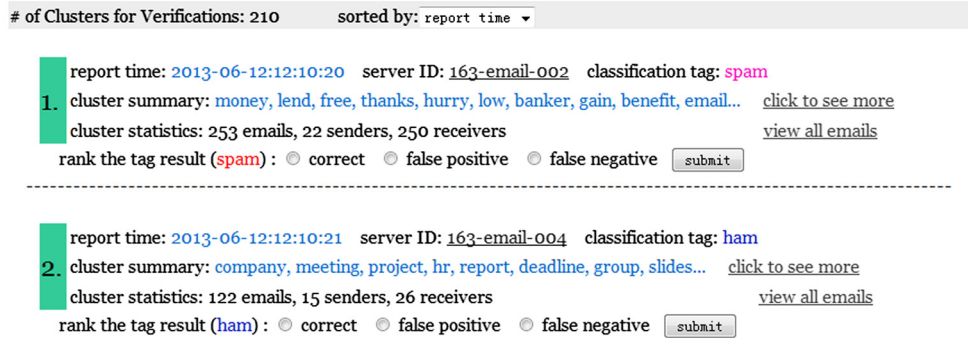 # of Clusters for Verifications: 210 sorted by: report time
1.
report time: 2013-06-12:12:10:20 server ID: 163-email-002 classification tag: spam
cluster summary: money, lend, free, thanks, hurry, low, banker, gain, benefit, email... click to see more
cluster statistics: 253 emails, 22 senders, 250 receivers view all emails
rank the tag result (spam) : correct false positive false negative submit
2.
report time: 2013-06-12:12:10:21 server ID: 163-email-004 classification tag: ham
cluster summary: company, meeting, project, hr, report, deadline, group, slides... click to see more
cluster statistics: 122 emails, 15 senders, 26 receivers view all emails
rank the tag result (ham) : correct false positive false negative submit